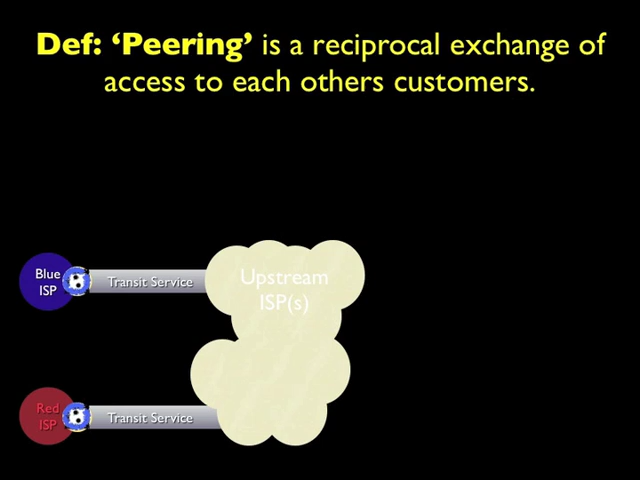 Def: ‘Peering’ is a reciprocal exchange of
access to each others customers.
Upstream
ISP(s)
Blue
ISP
Transit Service
Red
ISP
Transit Service